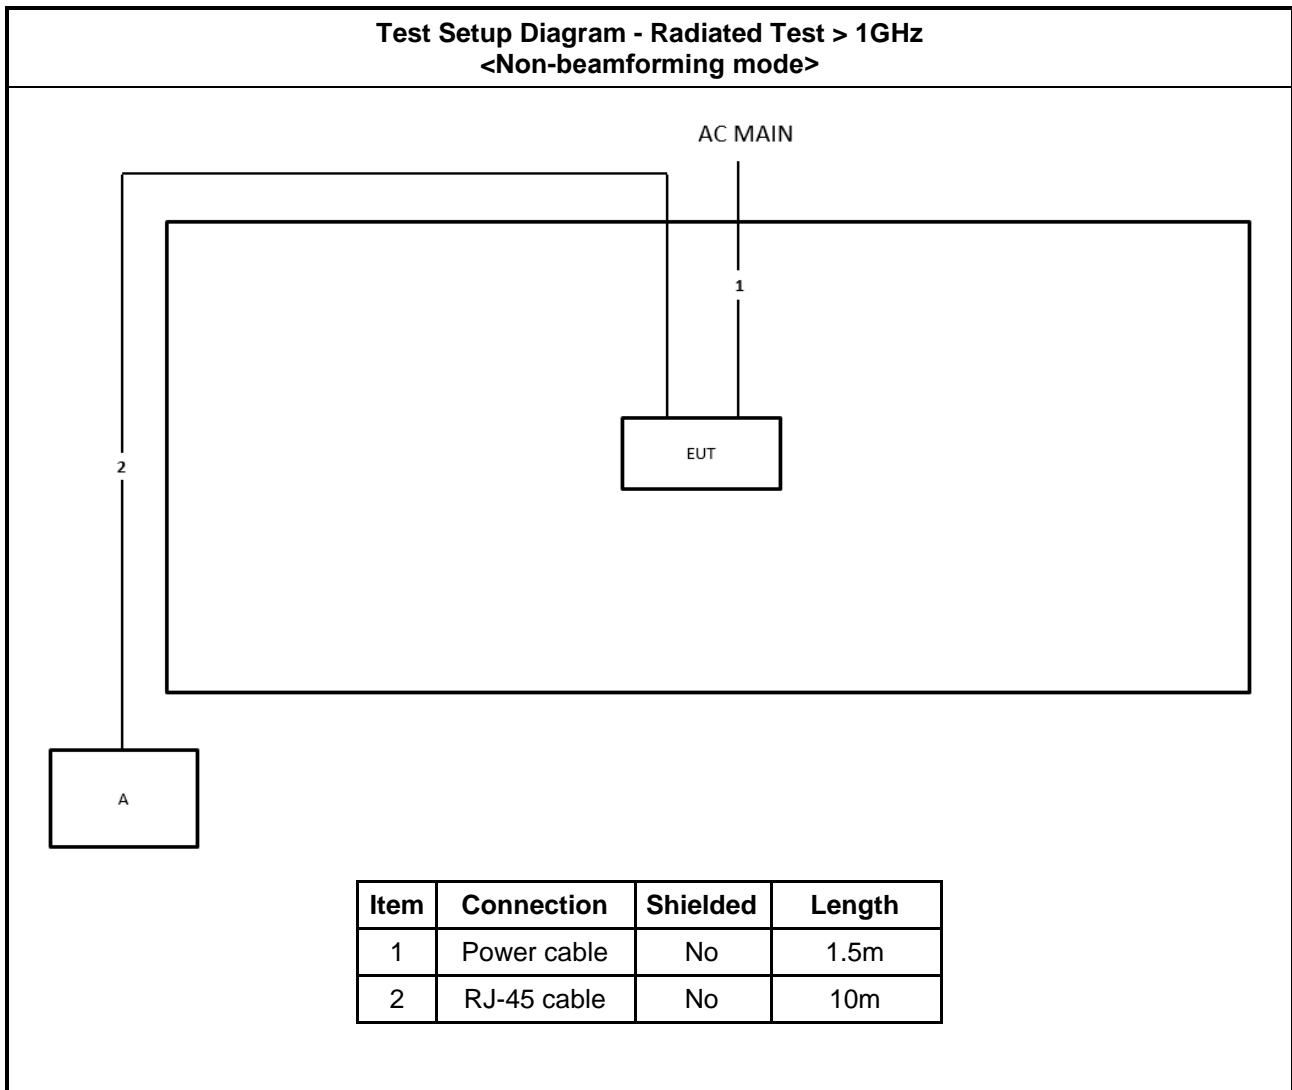 Test Setup Diagram - Radiated Test > 1GHz
<Non-beamforming mode>
AC MAIN
1
EUT
2
A
Item Connection Shielded Length
1 Power cable No 1.5m
2 RJ-45 cable No 10m